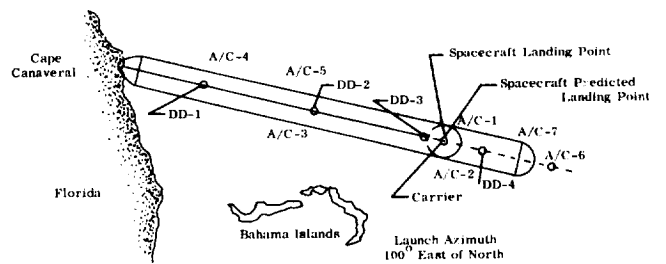 Cape
Canaveral
A/C-4
A/C-5
DD-2
DD-3
Spacecraft Landing Point
Spacecraft Predicted
Landing Point
DD-1
A/C-3
A/C-1
A/C-7
A/C-6
A/C-2
DD-4
Carrier
Florida
Bahama Islands
Launch Azimuth
100° East of North